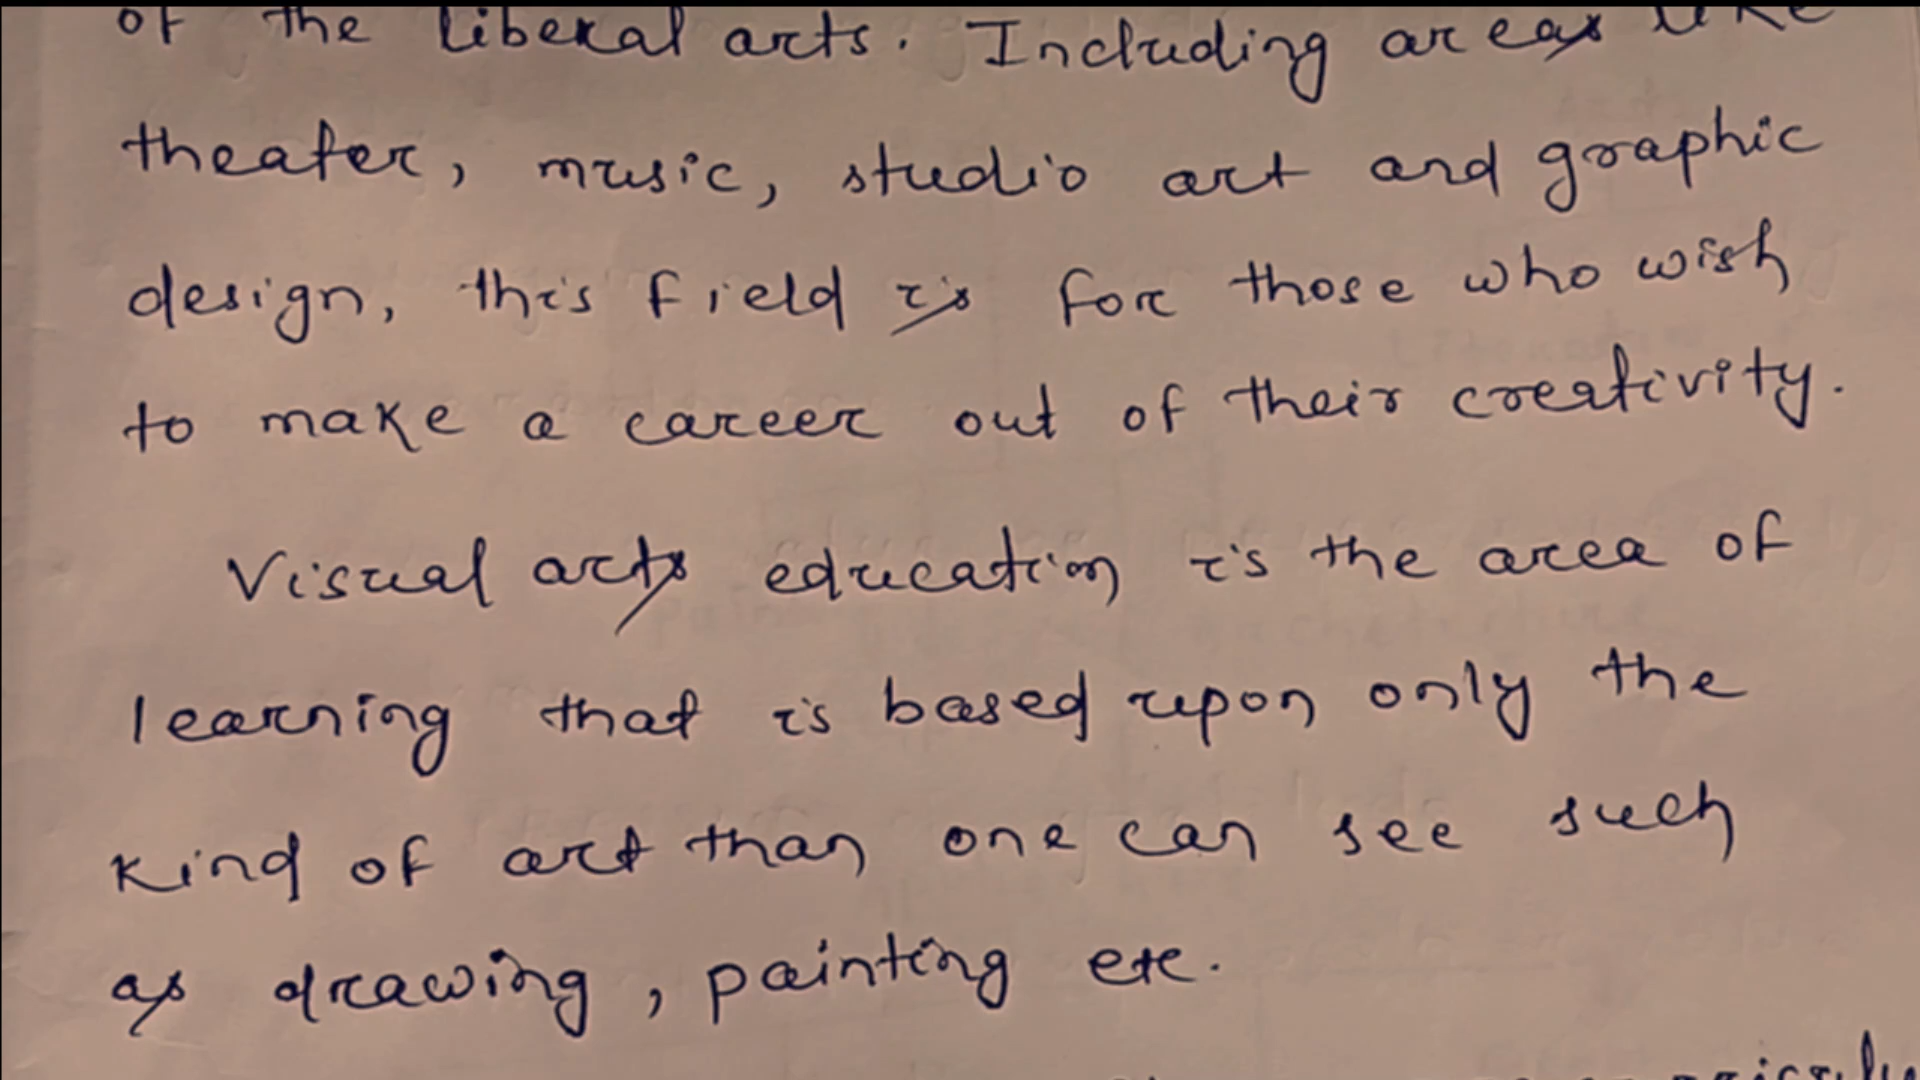 of the liberal arts. Including areas like
theater, music, studio art and graphic
design, this field is for those who wish
to make a career out of their creativity.
Visual arts education is the area of
learning that is based upon only the
kind of art than one can see such
as drawing, painting etc.